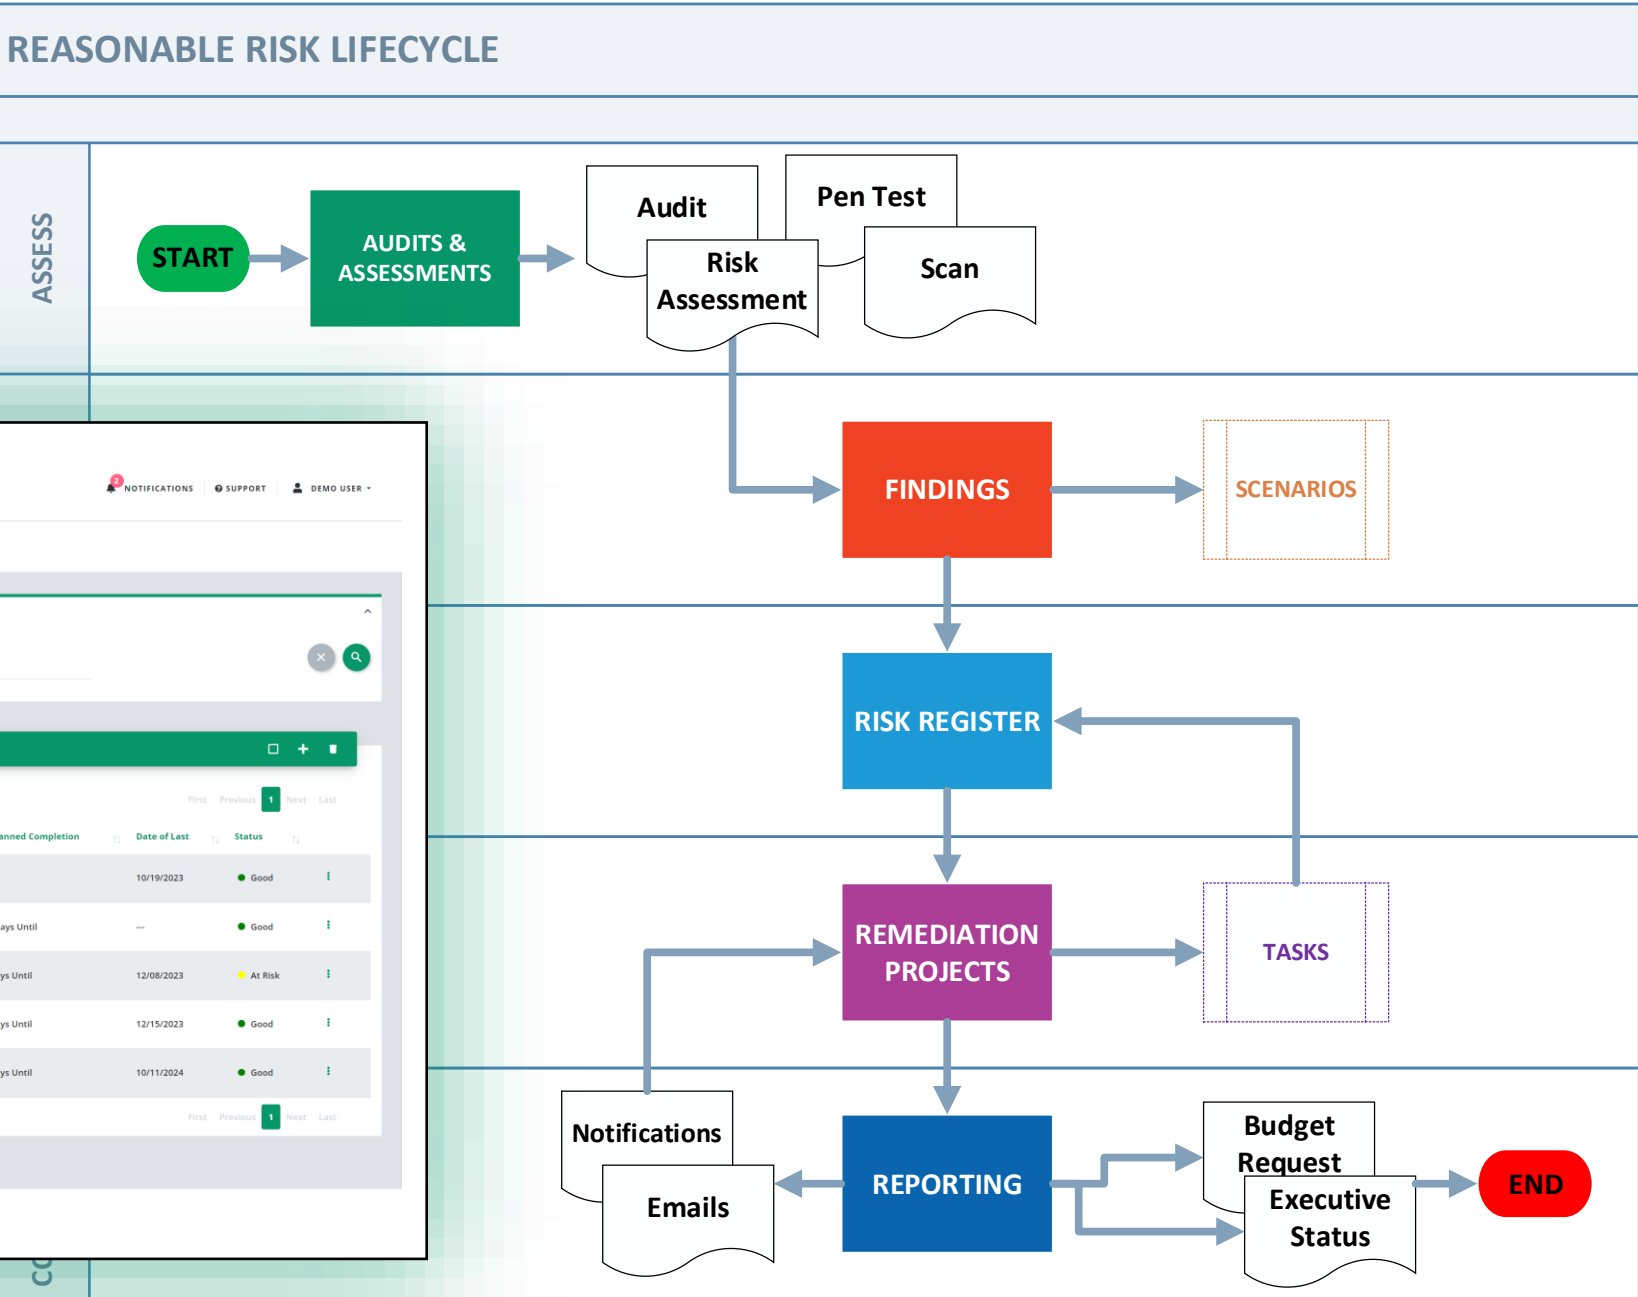 REASONABLE RISK LIFECYCLE
ASSESS
START
AUDITS &
ASSESSMENTS
Audit
Pen Test
Risk
Assessment
Scan
2
NOTIFICATIONS
SUPPORT
DEMO USER
FINDINGS
SCENARIOS
RISK REGISTER
First Previous 1 Next Last
anned Completion
Date of Last
Status
10/19/2023 Good
ays Until --- Good
ys Until 12/08/2023 At Risk
ys Until 12/15/2023 Good
ys Until 10/11/2024 Good
First Previous 1 Next Last
REMEDIATION
PROJECTS
TASKS
Notifications
Emails
REPORTING
Budget
Request
Executive
Status
END